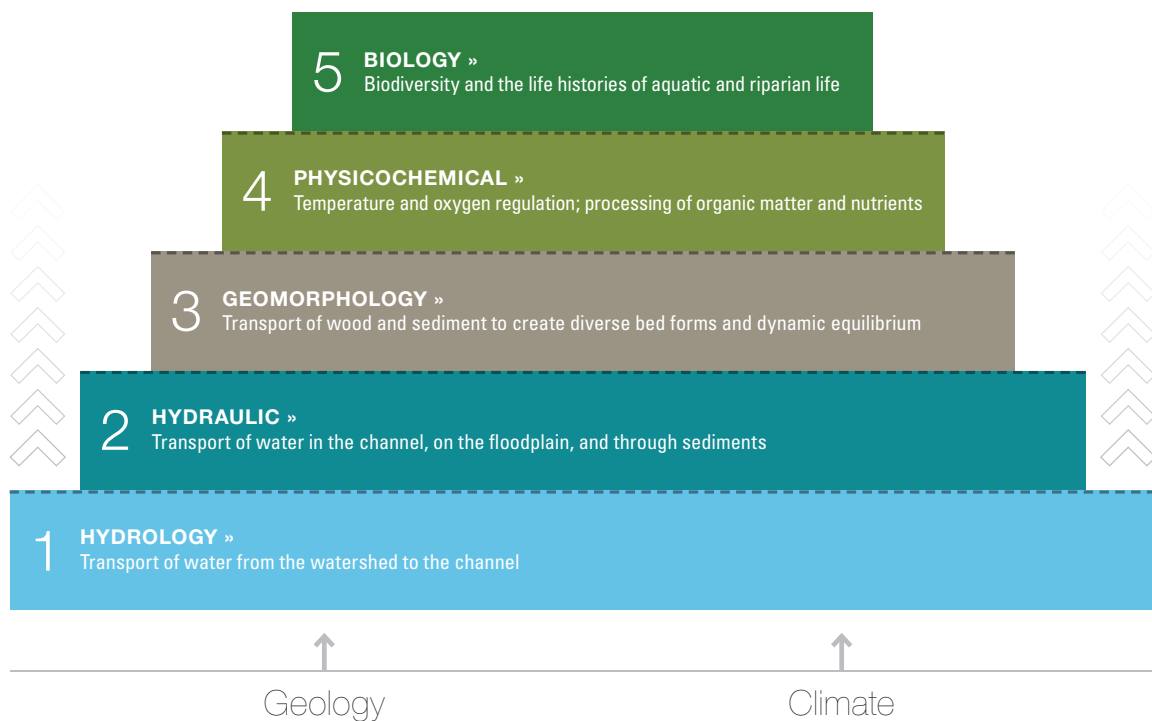 5
BIOLOGY »
Biodiversity and the life histories of aquatic and riparian life
4
PHYSICOCHEMICAL »
Temperature and oxygen regulation; processing of organic matter and nutrients
3
GEOMORPHOLOGY »
Transport of wood and sediment to create diverse bed forms and dynamic equilibrium
2
HYDRAULIC »
Transport of water in the channel, on the floodplain, and through sediments
1
HYDROLOGY »
Transport of water from the watershed to the channel
Geology
Climate